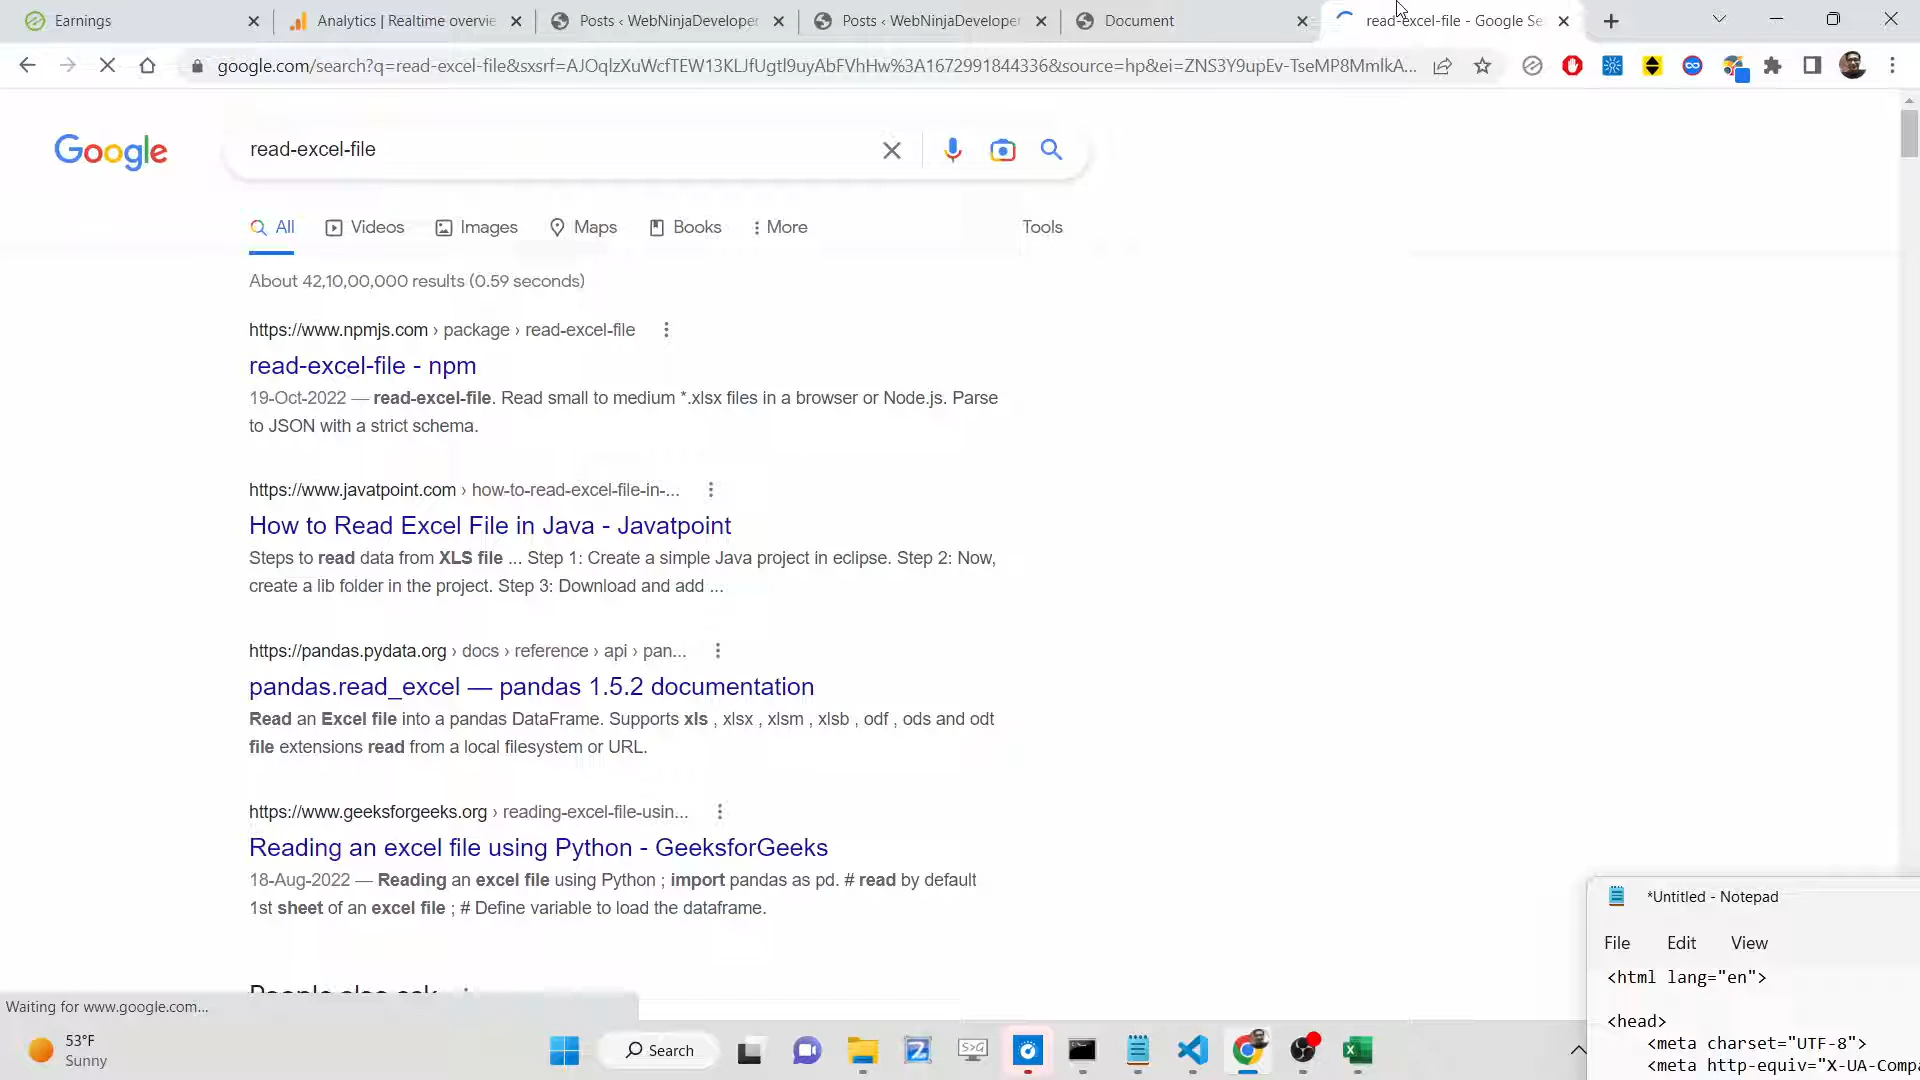 Earnings
Analytics | Realtime overvie
Posts ‹ WebNinjaDeveloper
Posts ‹ WebNinjaDeveloper
Document
read-excel-file - Google Se
google.com/search?q=read-excel-file&sxsrf=AJOqlzXuWcfTEW13KLJfUgtl9uyAbFVhHw%3A1672991844336&source=hp&ei=ZNS3Y9upEv-TseMP8MmlkA...
Google
read-excel-file
All
Videos
Images
Maps
Books
More
Tools
About 42,10,00,000 results (0.59 seconds)
https://www.npmjs.com › package › read-excel-file
read-excel-file - npm
19-Oct-2022 — read-excel-file. Read small to medium *.xlsx files in a browser or Node.js. Parse
to JSON with a strict schema.
https://www.javatpoint.com › how-to-read-excel-file-in-...
How to Read Excel File in Java - Javatpoint
Steps to read data from XLS file ... Step 1: Create a simple Java project in eclipse. Step 2: Now,
create a lib folder in the project. Step 3: Download and add ...
https://pandas.pydata.org › docs › reference › api › pan...
pandas.read_excel — pandas 1.5.2 documentation
Read an Excel file into a pandas DataFrame. Supports xls , xlsx , xlsm , xlsb , odf , ods and odt
file extensions read from a local filesystem or URL.
https://www.geeksforgeeks.org › reading-excel-file-usin...
Reading an excel file using Python - GeeksforGeeks
18-Aug-2022 — Reading an excel file using Python ; import pandas as pd. # read by default
1st sheet of an excel file ; # Define variable to load the dataframe.
People also ask
Waiting for www.google.com...
*Untitled - Notepad
File
Edit
View
<html lang="en">
<head>
<meta charset="UTF-8">
<meta http-equiv="X-UA-Compa
53°F
Sunny
Search